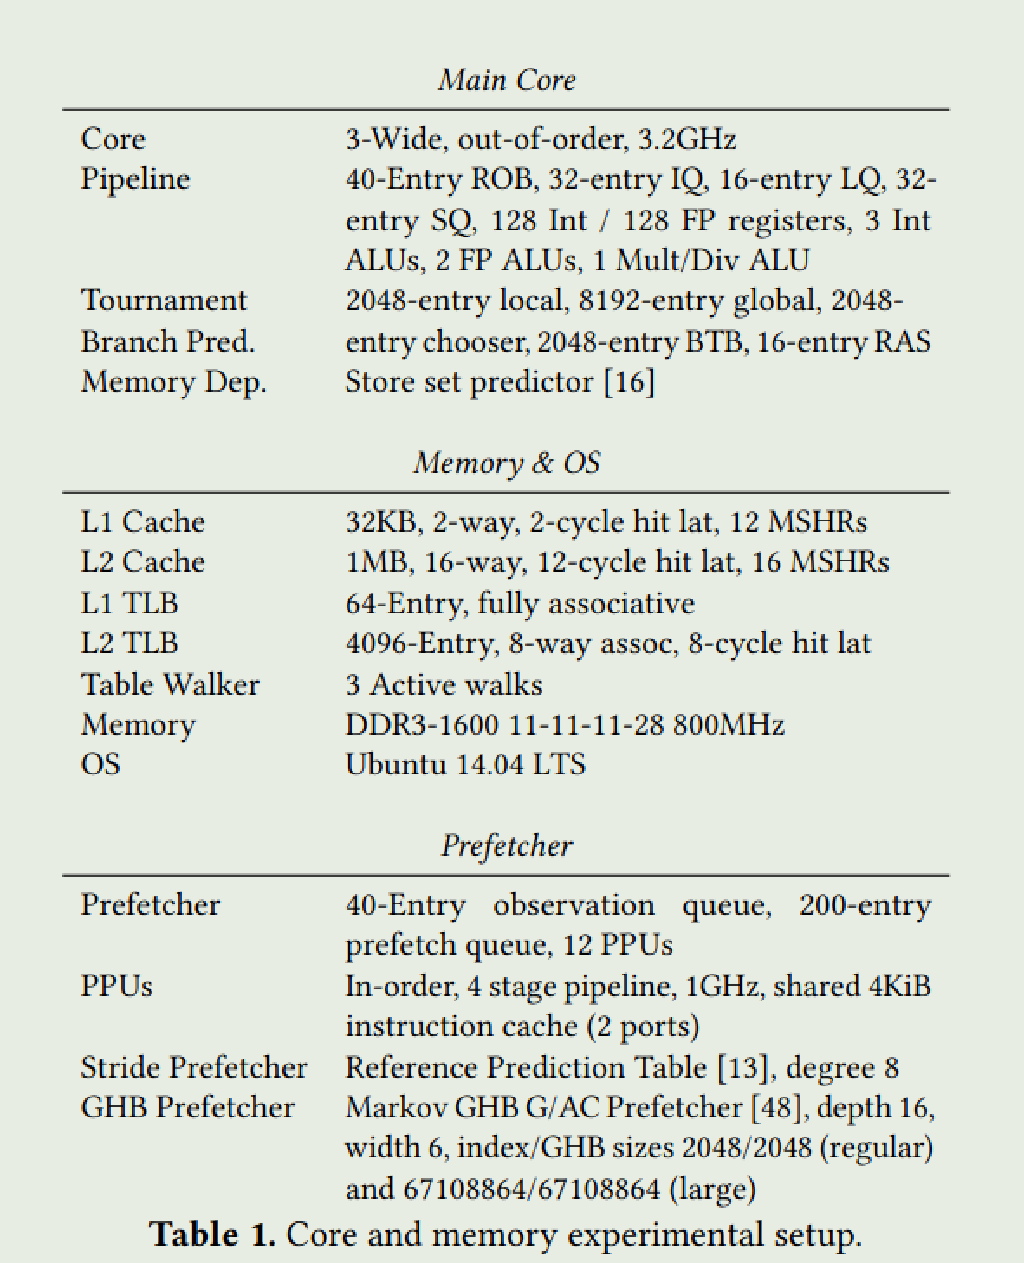 Main Core
Core 3-Wide, out-of-order, 3.2GHz
Pipeline 40-Entry ROB, 32-entry IQ, 16-entry LQ, 32-
entry SQ, 128 Int / 128 FP registers, 3 Int
ALUs, 2 FP ALUs, 1 Mult/Div ALU
Tournament 2048-entry local, 8192-entry global, 2048-
Branch Pred. entry chooser, 2048-entry BTB, 16-entry RAS
Memory Dep. Store set predictor [16]
Memory & OS
L1 Cache 32KB, 2-way, 2-cycle hit lat, 12 MSHRs
L2 Cache 1MB, 16-way, 12-cycle hit lat, 16 MSHRs
L1 TLB 64-Entry, fully associative
L2 TLB 4096-Entry, 8-way assoc, 8-cycle hit lat
Table Walker 3 Active walks
Memory DDR3-1600 11-11-11-28 800MHz
OS Ubuntu 14.04 LTS
Prefetcher
Prefetcher 40-Entry observation queue, 200-entry
prefetch queue, 12 PPUs
PPUs In-order, 4 stage pipeline, 1GHz, shared 4KiB
instruction cache (2 ports)
Stride Prefetcher Reference Prediction Table [13], degree 8
GHB Prefetcher Markov GHB G/AC Prefetcher [48], depth 16,
width 6, index/GHB sizes 2048/2048 (regular)
and 67108864/67108864 (large)
Table 1. Core and memory experimental setup.